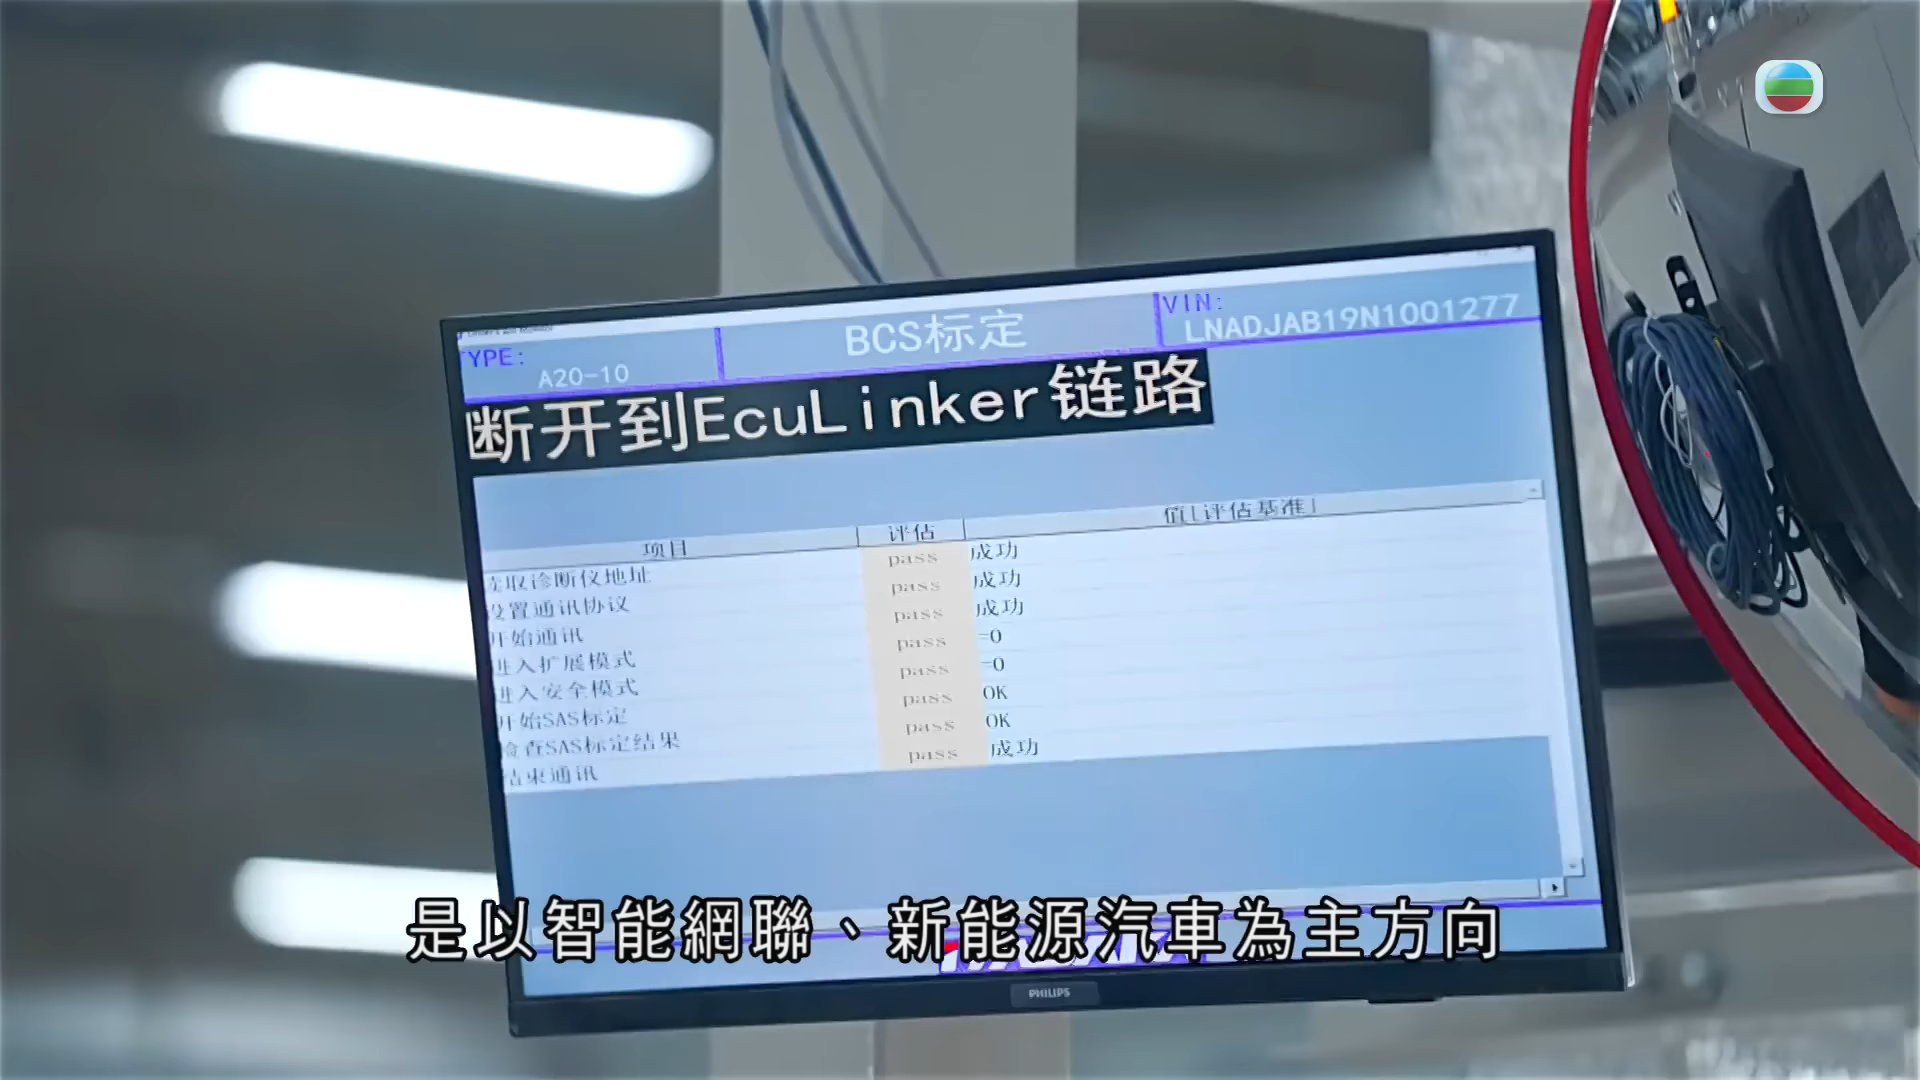 TYPE:
A20-10
BCS标定
VIN:
LNADJAB19N1001277
断开到EcuLinker链路
项目
评估
值[评估基准]
读取诊断仪地址
pass
成功
设置通讯协议
pass
成功
开始通讯
pass
成功
进入扩展模式
pass
=0
进入安全模式
pass
=0
开始SAS标定
pass
OK
检查SAS标定结果
pass
OK
结束通讯
pass
成功
是以智能網聯、新能源汽車為主方向
PHILIPS